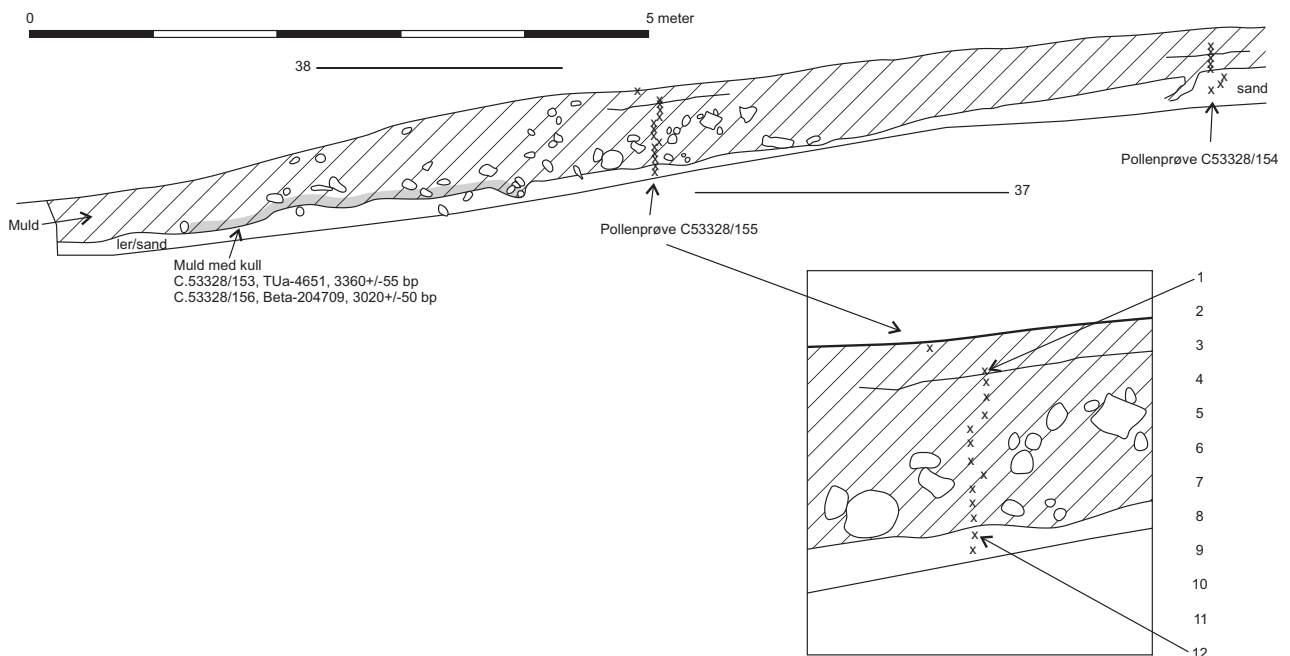 0
5 meter
38
sand
Pollenprøve C53328/154
37
Muld
Pollenprøve C53328/155
ler/sand
Muld med kull
C.53328/153, TUa-4651, 3360+/-55 bp
C.53328/156, Beta-204709, 3020+/-50 bp
1
2
3
4
5
6
7
8
9
10
11
12